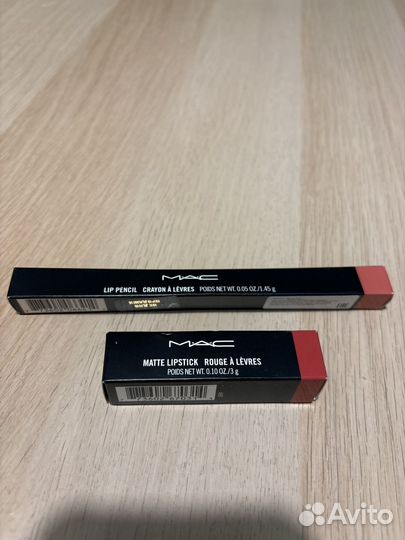 MAC
LIP PENCIL CRAYON À LÈVRES POIDS NET WT. 0.05 OZ./1.45 g
EAC
MAC
MATTE LIPSTICK ROUGE À LÈVRES
POIDS NET WT. 0.10 OZ./3 g
Avito